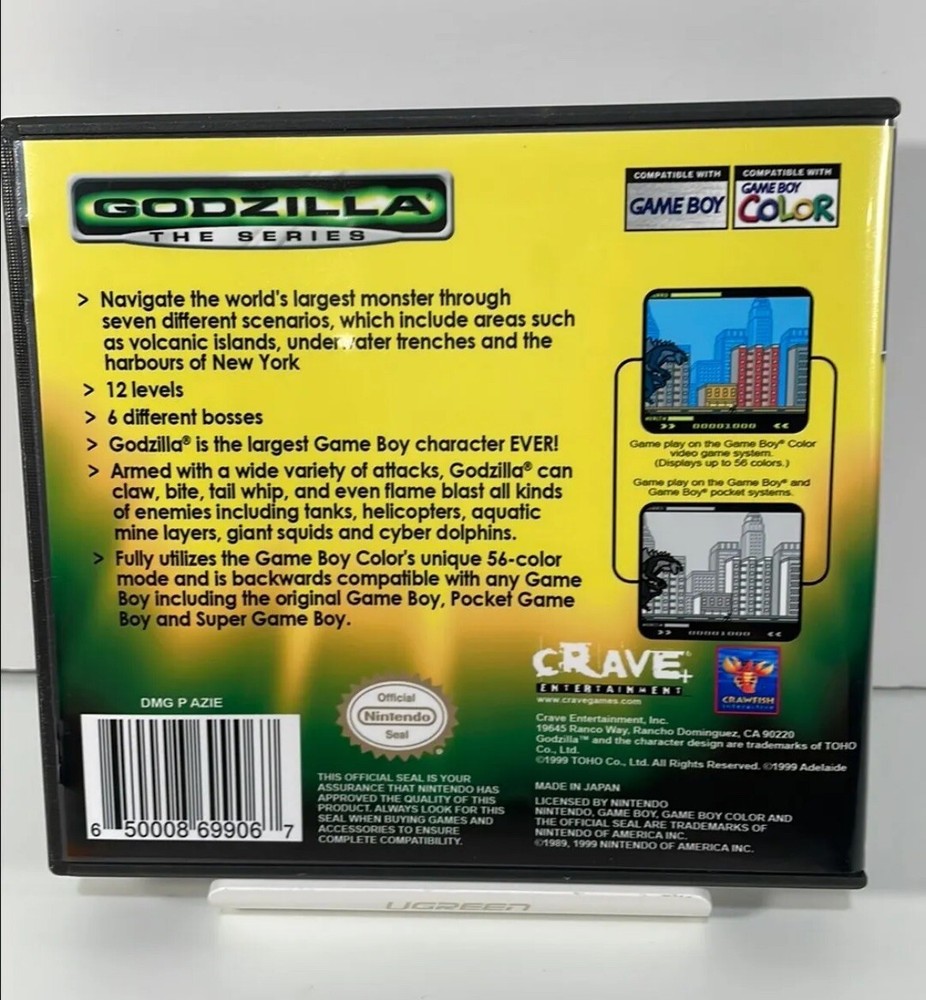 GODZILLA®
THE SERIES
COMPATIBLE WITH
GAME BOY
COMPATIBLE WITH
GAME BOY
COLOR
> Navigate the world's largest monster through
seven different scenarios, which include areas such
as volcanic islands, under ater trenches and the
harbours of New York
> 12 levels
> 6 different bosses
> Godzilla® is the largest Game Boy character EVER!
> Armed with a wide variety of attacks, Godzilla® can
claw, bite, tail whip, and even flame blast all kinds
of enemies including tanks, helicopters, aquatic
mine layers, giant squids and cyber dolphins.
> Fully utilizes the Game Boy Color's unique 56-color
mode and is backwards compatible with any Game
Boy including the original Game Boy, Pocket Game
Boy and Super Game Boy.
>> 00001000 <<
Game play on the Game Boy® Color
video game system.
(Displays up to 56 colors.)
Game play on the Game Boy® and
Game Boy® pocket systems.
>> 00001000 <<
CRAVE
ENTERTAINMENT
www.cravegames.com
CRAWFISH
interactive
DMG P AZIE
6 50008 69906 7
Official
Nintendo
Seal
THIS OFFICIAL SEAL IS YOUR
ASSURANCE THAT NINTENDO HAS
APPROVED THE QUALITY OF THIS
PRODUCT. ALWAYS LOOK FOR THIS
SEAL WHEN BUYING GAMES AND
ACCESSORIES TO ENSURE
COMPLETE COMPATIBILITY.
Crave Entertainment, Inc.
19645 Ranco Way, Rancho Dominguez, CA 90220
Godzilla™ and the character design are trademarks of TOHO
Co., Ltd.
©1999 TOHO Co., Ltd. All Rights Reserved. ©1999 Adelaide
MADE IN JAPAN
LICENSED BY NINTENDO
NINTENDO, GAME BOY, GAME BOY COLOR AND
THE OFFICIAL SEAL ARE TRADEMARKS OF
NINTENDO OF AMERICA INC.
©1989, 1999 NINTENDO OF AMERICA INC.
UGREEN